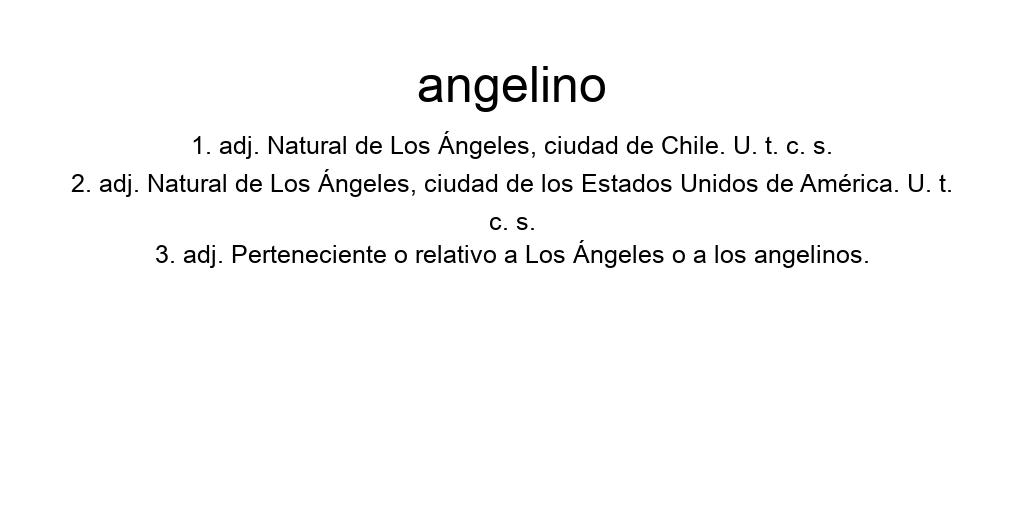 angelino
1. adj. Natural de Los Ángeles, ciudad de Chile. U. t. c. s.
2. adj. Natural de Los Ángeles, ciudad de los Estados Unidos de América. U. t.
c. s.
3. adj. Perteneciente o relativo a Los Ángeles o a los angelinos.